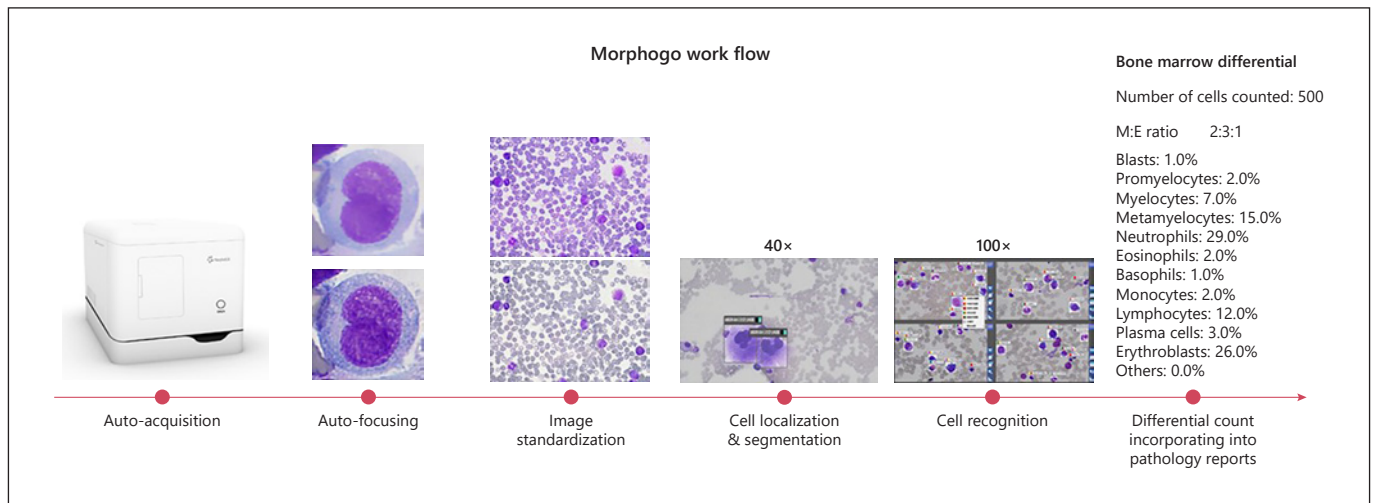 Morphogo work flow
Bone marrow differential
Number of cells counted: 500
M:E ratio 2:3:1
Blasts: 1.0%
Promyelocytes: 2.0%
Myelocytes: 7.0%
Metamyelocytes: 15.0%
Neutrophils: 29.0%
Eosinophils: 2.0%
Basophils: 1.0%
Monocytes: 2.0%
Lymphocytes: 12.0%
Plasma cells: 3.0%
Erythroblasts: 26.0%
Others: 0.0%
40×
100×
Auto-acquisition
Auto-focusing
Image
standardization
Cell localization
& segmentation
Cell recognition
Differential count
incorporating into
pathology reports